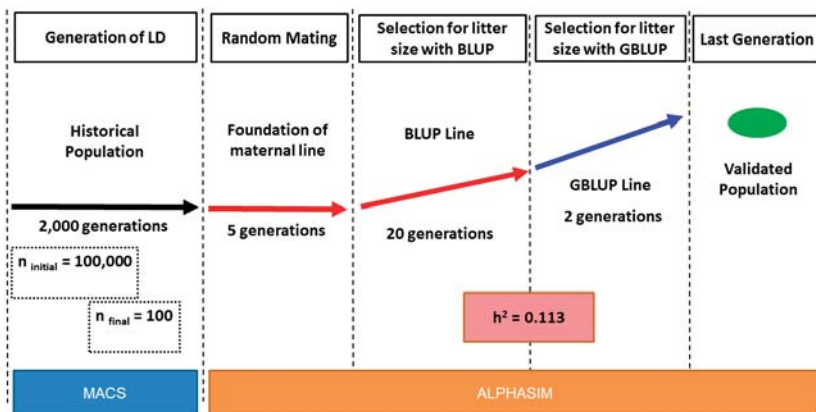 Generation of LD
Random Mating
Selection for litter
size with BLUP
Selection for litter
size with GBLUP
Last Generation
Historical
Population
2,000 generations
n initial = 100,000
n final = 100
Foundation of
maternal line
5 generations
BLUP Line
20 generations
GBLUP Line
2 generations
Validated
Population
h² = 0.113
MACS
ALPHASIM